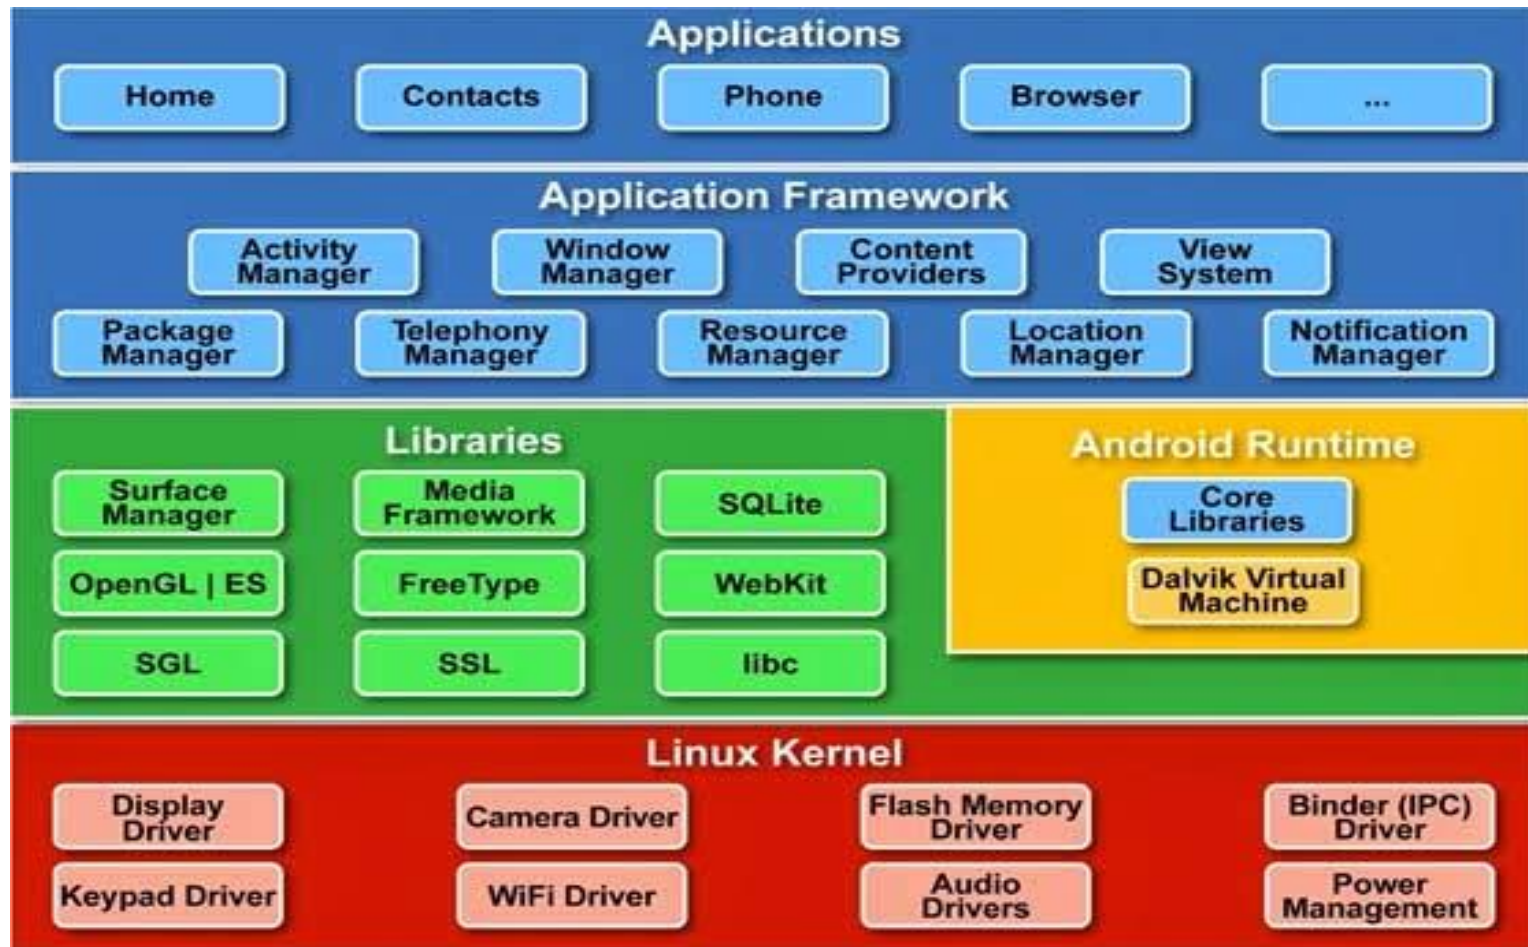 Applications
Home
Contacts
Phone
Browser
...
Application Framework
Activity
Manager
Window
Manager
Content
Providers
View
System
Package
Manager
Telephony
Manager
Resource
Manager
Location
Manager
Notification
Manager
Libraries
Surface
Manager
Media
Framework
SQLite
OpenGL | ES
FreeType
WebKit
SGL
SSL
libc
Android Runtime
Core
Libraries
Dalvik Virtual
Machine
Linux Kernel
Display
Driver
Camera Driver
Flash Memory
Driver
Binder (IPC)
Driver
Keypad Driver
WiFi Driver
Audio
Drivers
Power
Management